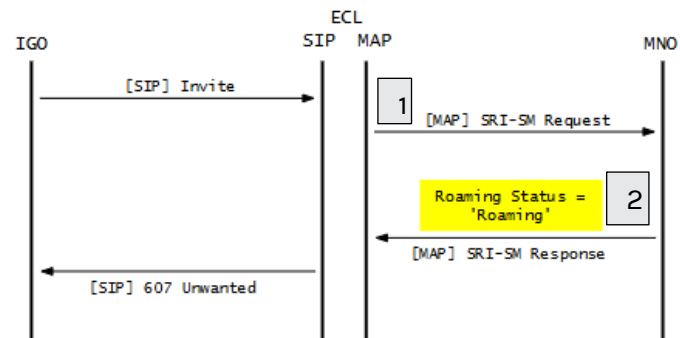 ECL
IGO SIP MAP MNO
[SIP] Invite
1
[MAP] SRI-SM Request
Roaming Status =
'Roaming'
2
[MAP] SRI-SM Response
[SIP] 607 Unwanted